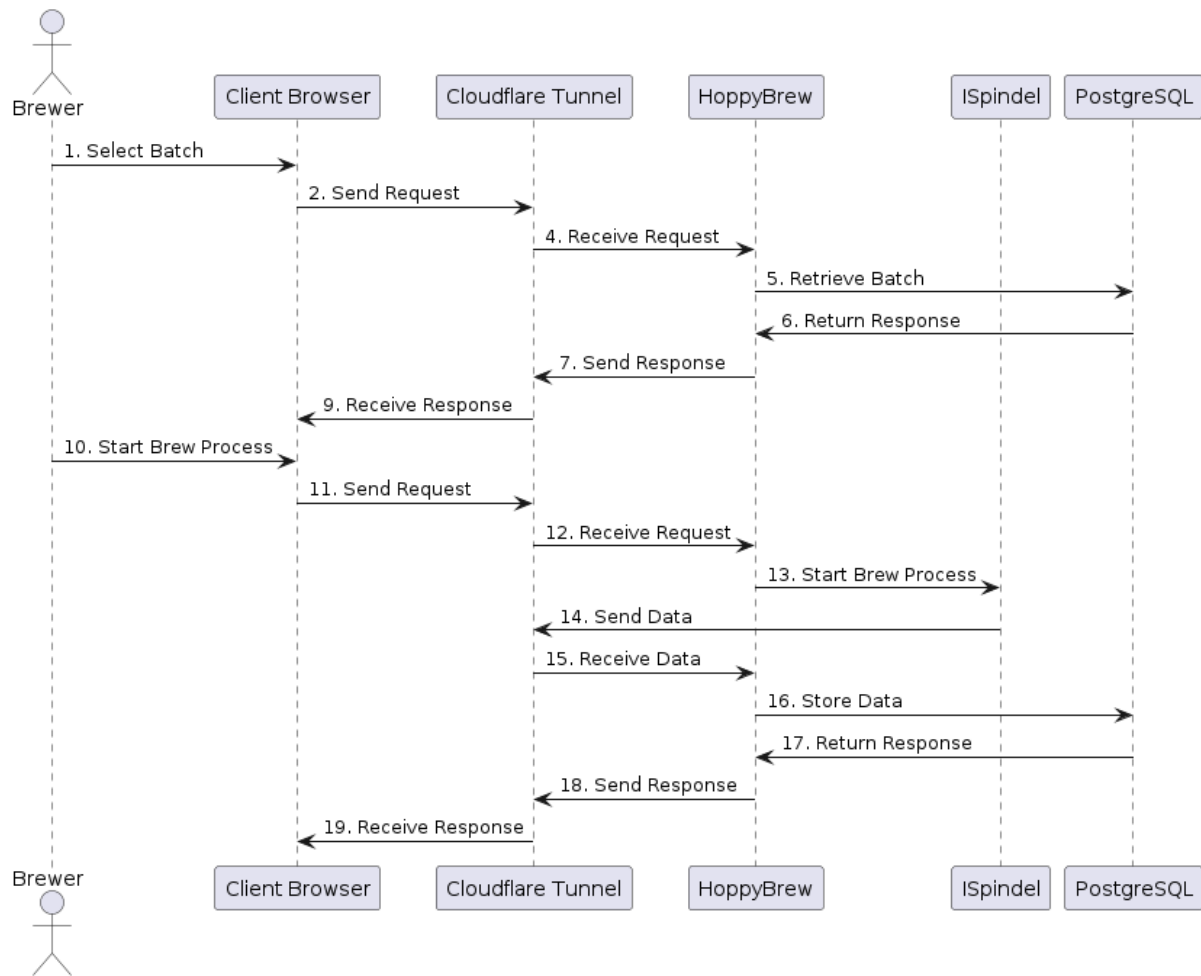 Brewer
Client Browser
Cloudflare Tunnel
HoppyBrew
ISpindel
PostgreSQL
1. Select Batch
2. Send Request
4. Receive Request
5. Retrieve Batch
6. Return Response
7. Send Response
9. Receive Response
10. Start Brew Process
11. Send Request
12. Receive Request
13. Start Brew Process
14. Send Data
15. Receive Data
16. Store Data
17. Return Response
18. Send Response
19. Receive Response
Brewer
Client Browser
Cloudflare Tunnel
HoppyBrew
ISpindel
PostgreSQL